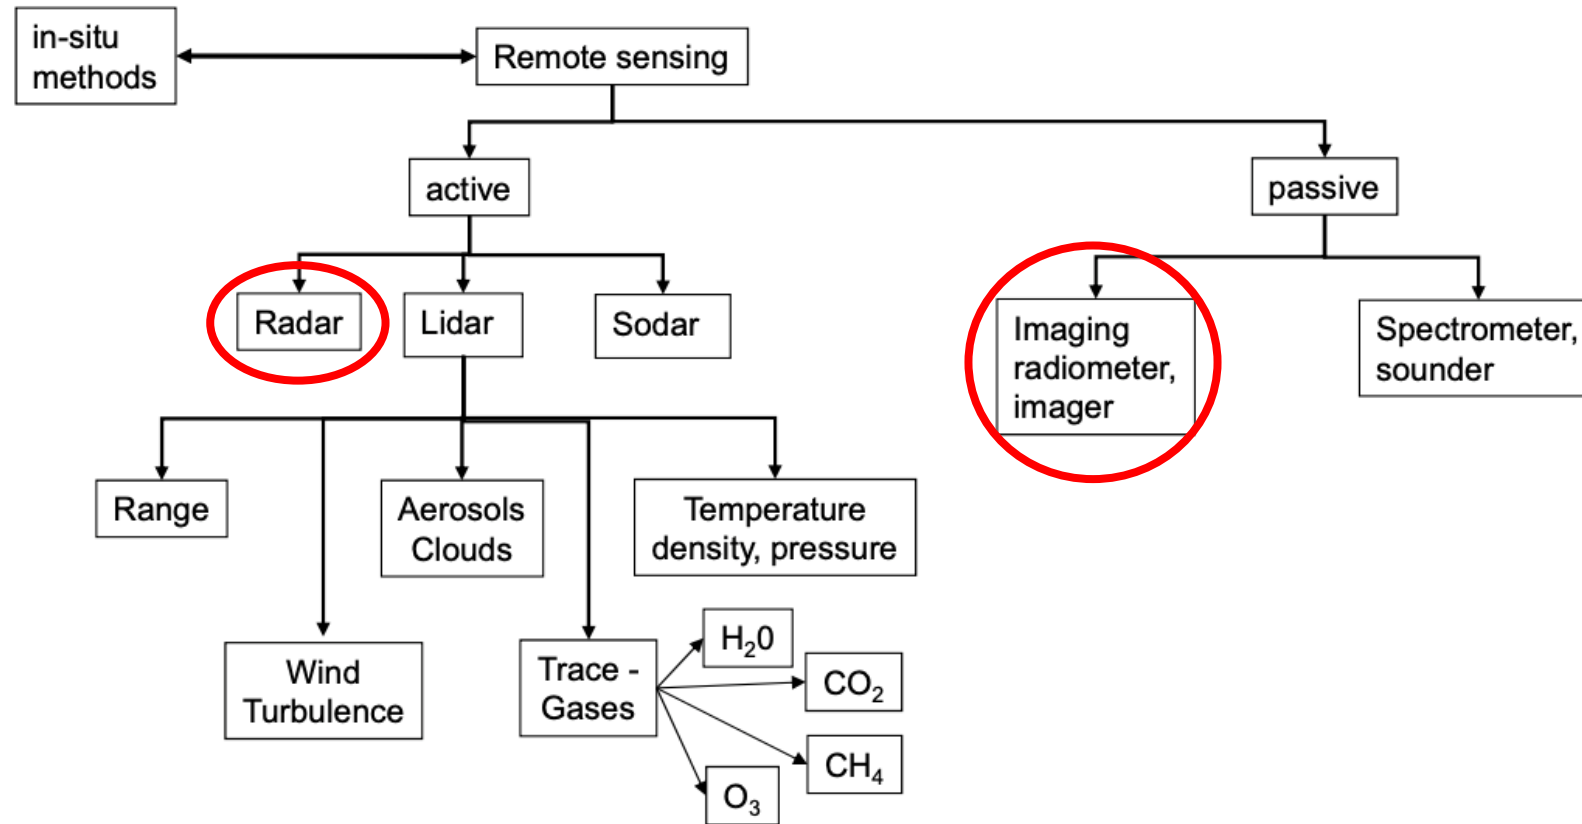 in-situ
methods
Remote sensing
active
passive
Radar
Lidar
Sodar
Imaging
radiometer,
imager
Spectrometer,
sounder
Range
Aerosols
Clouds
Temperature
density, pressure
Wind
Turbulence
Trace -
Gases
H₂0
CO₂
CH₄
O₃